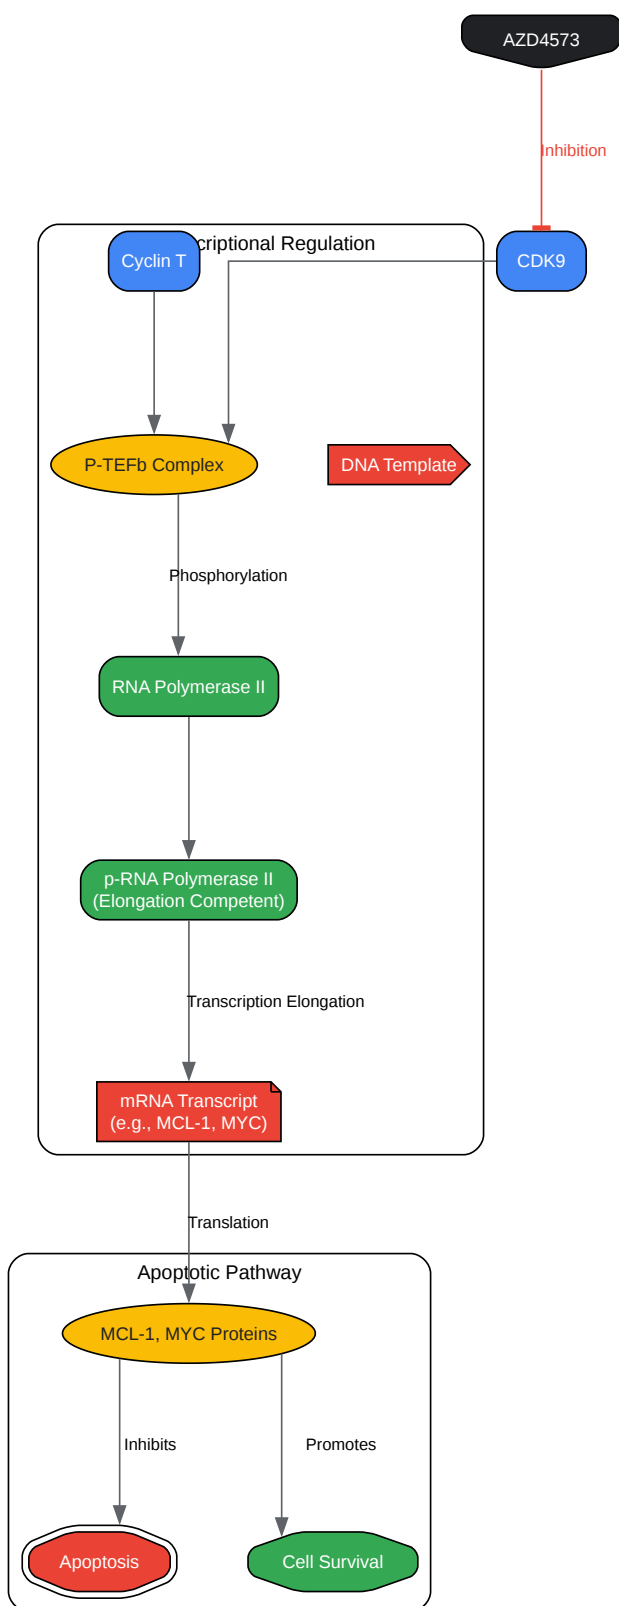 AZD4573
Inhibition
criptional Regulation
Cyclin T
CDK9
P-TEFb Complex
DNA Template
Phosphorylation
RNA Polymerase II
p-RNA Polymerase II
(Elongation Competent)
Transcription Elongation
mRNA Transcript
(e.g., MCL-1, MYC)
Translation
Apoptotic Pathway
MCL-1, MYC Proteins
Inhibits
Promotes
Apoptosis
Cell Survival